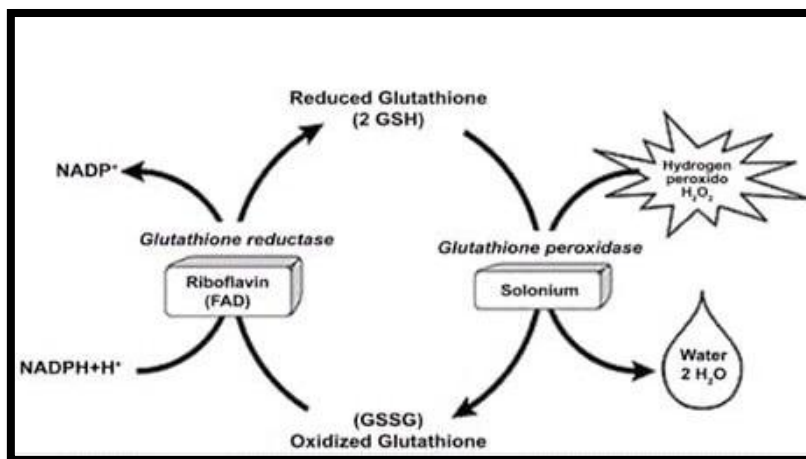 Reduced Glutathione
(2 GSH)
NADP⁺
Hydrogen
peroxido
H₂O₂
Glutathione reductase
Glutathione peroxidase
Riboflavin
(FAD)
Solonium
NADPH+H⁺
Water
2 H₂O
(GSSG)
Oxidized Glutathione